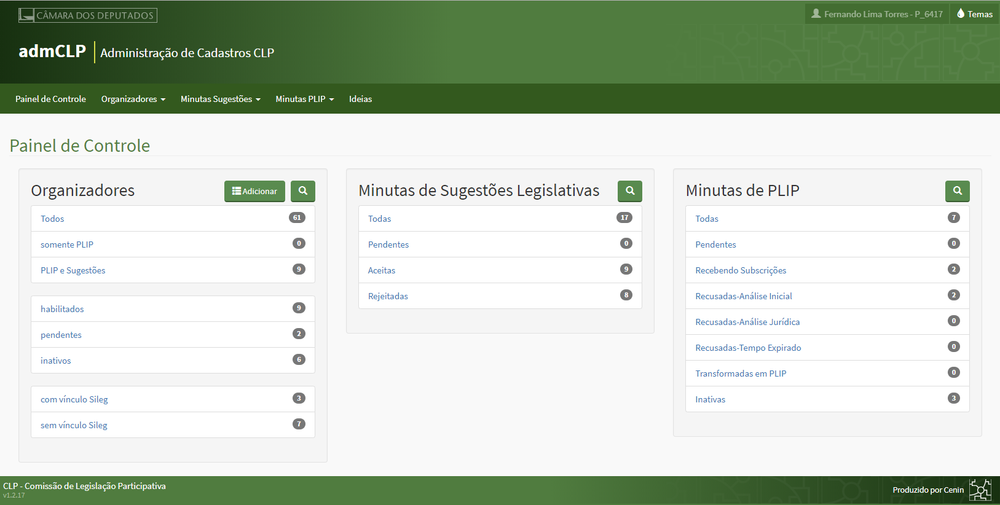 CÂMARA DOS DEPUTADOS
Fernando Lima Torres - P_6417
Temas
admCLP
Administração de Cadastros CLP
Painel de Controle
Organizadores
Minutas Sugestões
Minutas PLIP
Ideias
Painel de Controle
Organizadores
Adicionar
Todos 61
somente PLIP 0
PLIP e Sugestões 9
habilitados 9
pendentes 2
inativos 6
com vínculo Sileg 3
sem vínculo Sileg 7
Minutas de Sugestões Legislativas
Todas 17
Pendentes 0
Aceitas 9
Rejeitadas 8
Minutas de PLIP
Todas 7
Pendentes 0
Recebendo Subscrições 2
Recusadas-Análise Inicial 2
Recusadas-Análise Jurídica 0
Recusadas-Tempo Expirado 0
Transformadas em PLIP 0
Inativas 3
CLP - Comissão de Legislação Participativa
v1.2.17
Produzido por Cenin